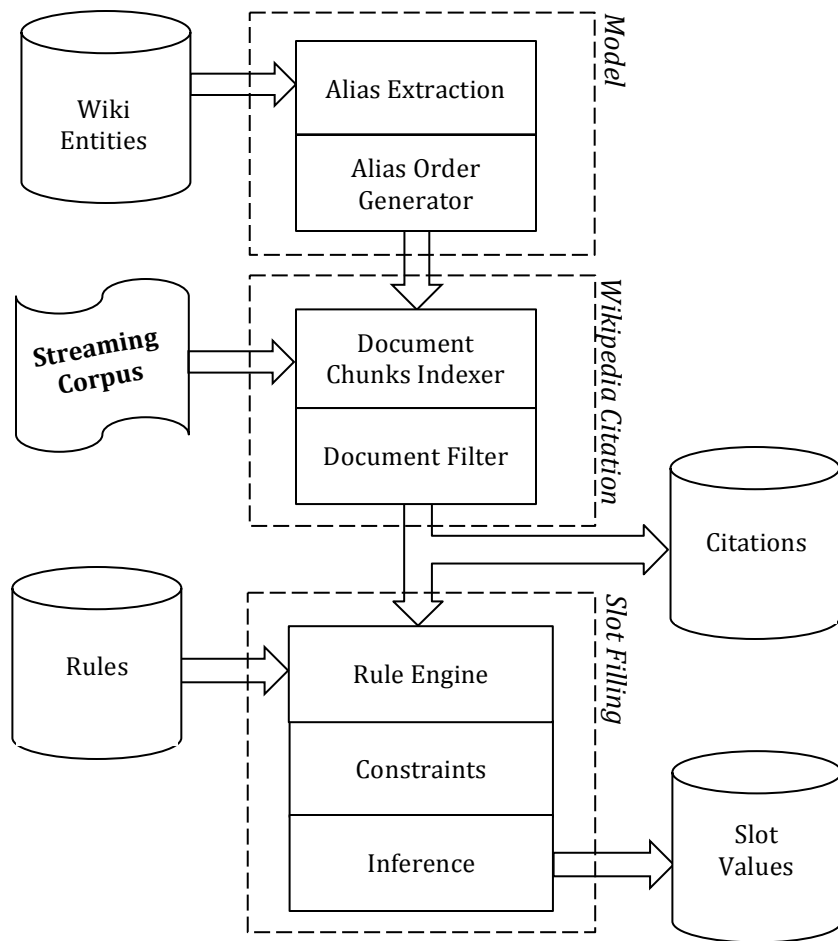 Model
Wiki
Entities
Alias Extraction
Alias Order
Generator
Wikipedia Citation
Streaming
Corpus
Document
Chunks Indexer
Document Filter
Citations
Slot Filling
Rules
Rule Engine
Constraints
Inference
Slot
Values